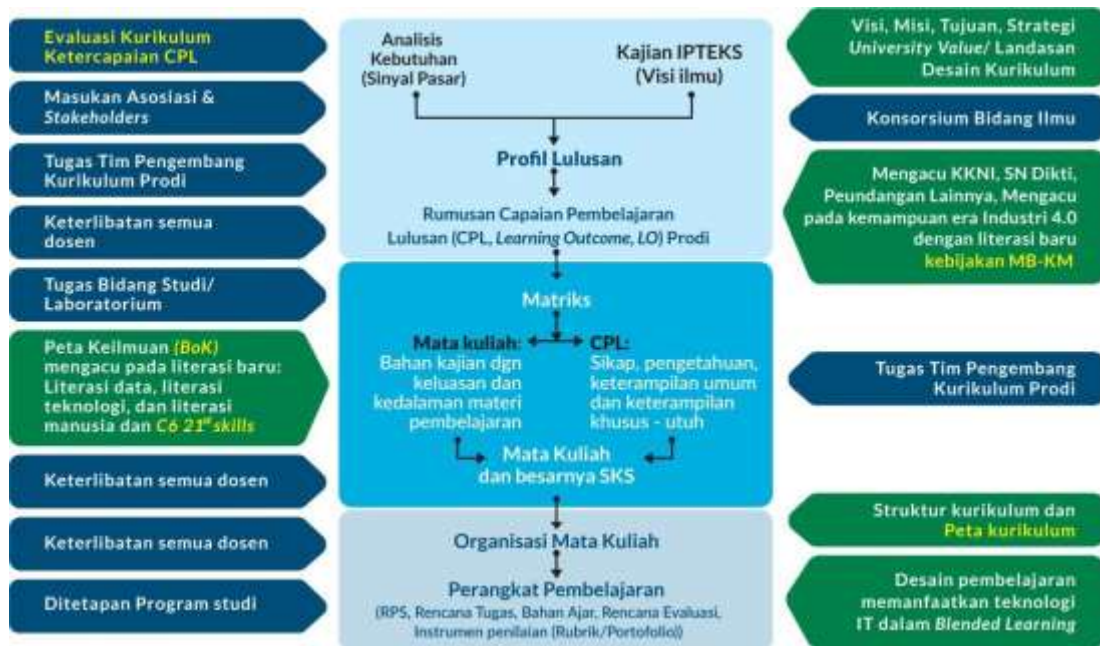 Evaluasi Kurikulum
Ketercapaian CPL
Masukan Asosiasi &
Stakeholders
Tugas Tim Pengembang
Kurikulum Prodi
Keterlibatan semua
dosen
Tugas Bidang Studi/
Laboratorium
Peta Keilmuan (BoK)
mengacu pada literasi baru:
Literasi data, literasi
teknologi, dan literasi
manusia dan C6 21st skills
Keterlibatan semua dosen
Keterlibatan semua dosen
Ditetapan Program studi
Analisis
Kebutuhan
(Sinyal Pasar)
Kajian IPTEKS
(Visi ilmu)
Profil Lulusan
Rumusan Capaian Pembelajaran
Lulusan (CPL, Learning Outcome, LO) Prodi
Matriks
Mata kuliah:
Bahan kajian dgn
keluasan dan
kedalaman materi
pembelajaran
CPL:
Sikap, pengetahuan,
keterampilan umum
dan keterampilan
khusus - utuh
Mata Kuliah
dan besarnya SKS
Organisasi Mata Kuliah
Perangkat Pembelajaran
(RPS, Rencana Tugas, Bahan Ajar, Rencana Evaluasi,
Instrumen penilaian (Rubrik/Portofolio))
Visi, Misi, Tujuan, Strategi
University Value/ Landasan
Desain Kurikulum
Konsorsium Bidang Ilmu
Mengacu KKNI, SN Dikti,
Peundangan Lainnya, Mengacu
pada kemampuan era Industri 4.0
dengan literasi baru
kebijakan MB-KM
Tugas Tim Pengembang
Kurikulum Prodi
Struktur kurikulum dan
Peta kurikulum
Desain pembelajaran
memanfaatkan teknologi
IT dalam Blended Learning